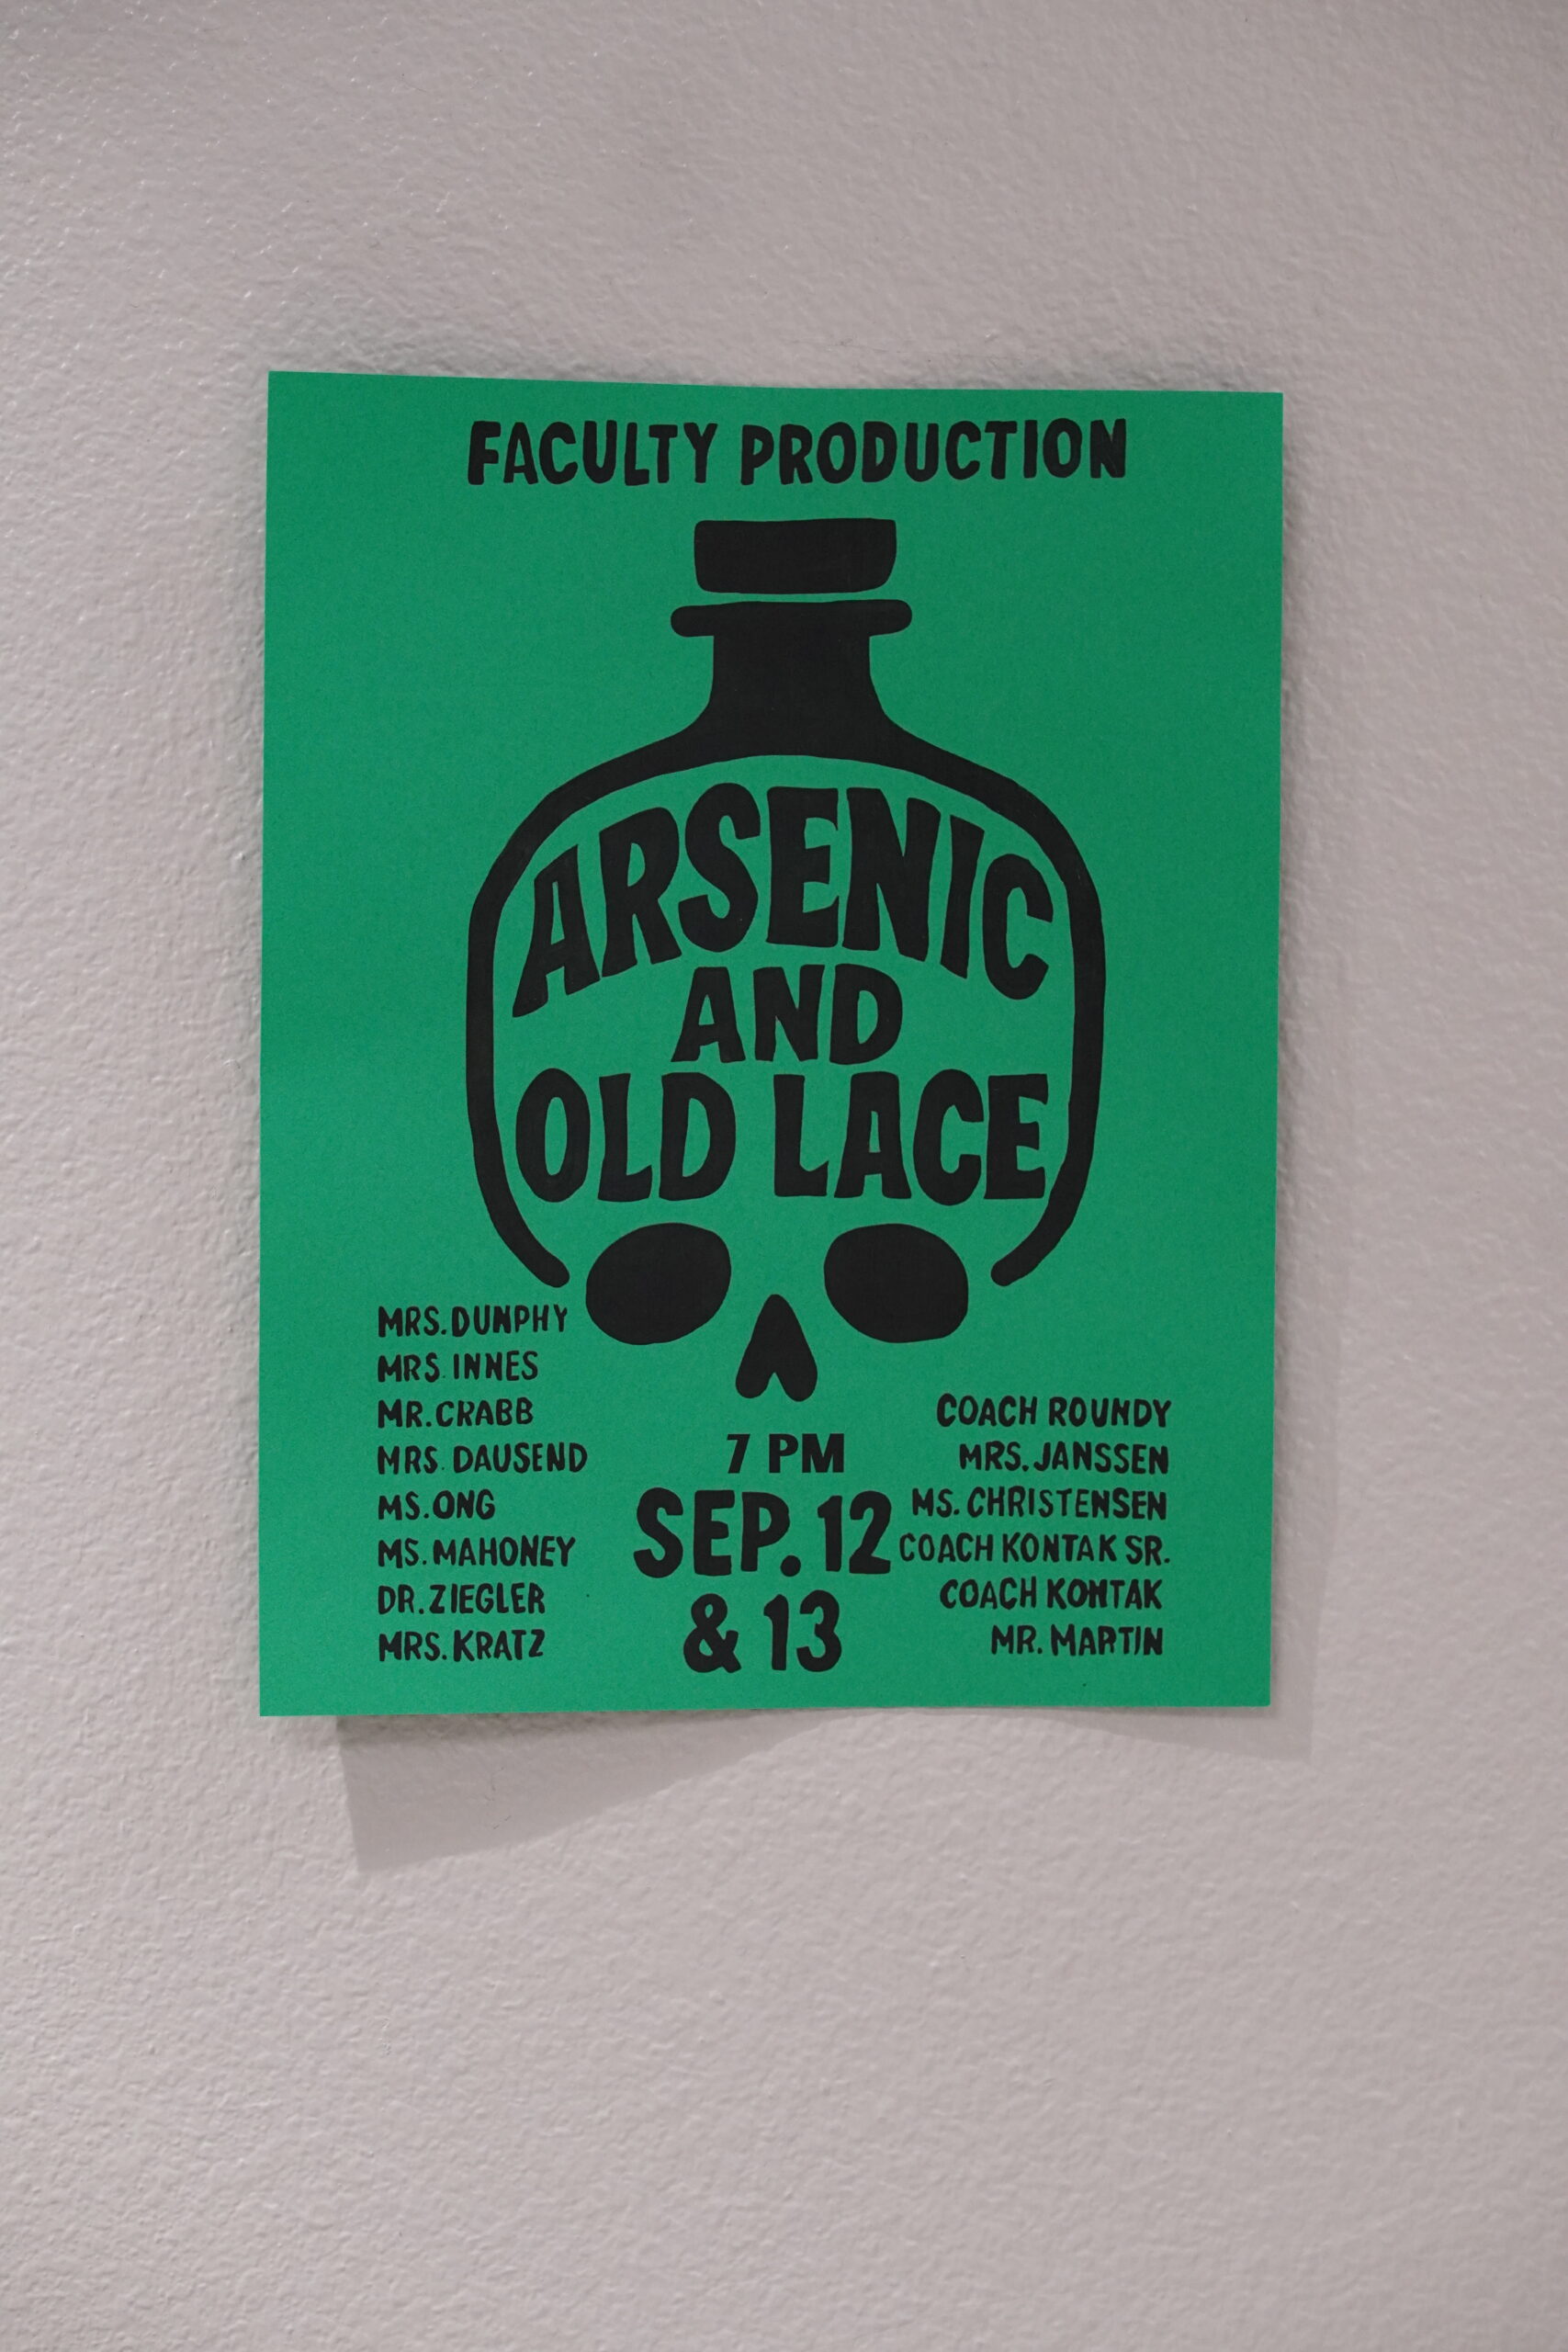 FACULTY PRODUCTION
ARSENIC
AND
OLD LACE
MRS. DUNPHY
MRS. INNES
MR. CRABB
MRS. DAUSEND
MS. ONG
MS. MAHONEY
DR. ZIEGLER
MRS. KRATZ
7 PM
SEP. 12
& 13
COACH ROUNDY
MRS. JANSSEN
MS. CHRISTENSEN
COACH KONTAK SR.
COACH KONTAK
MR. MARTIN